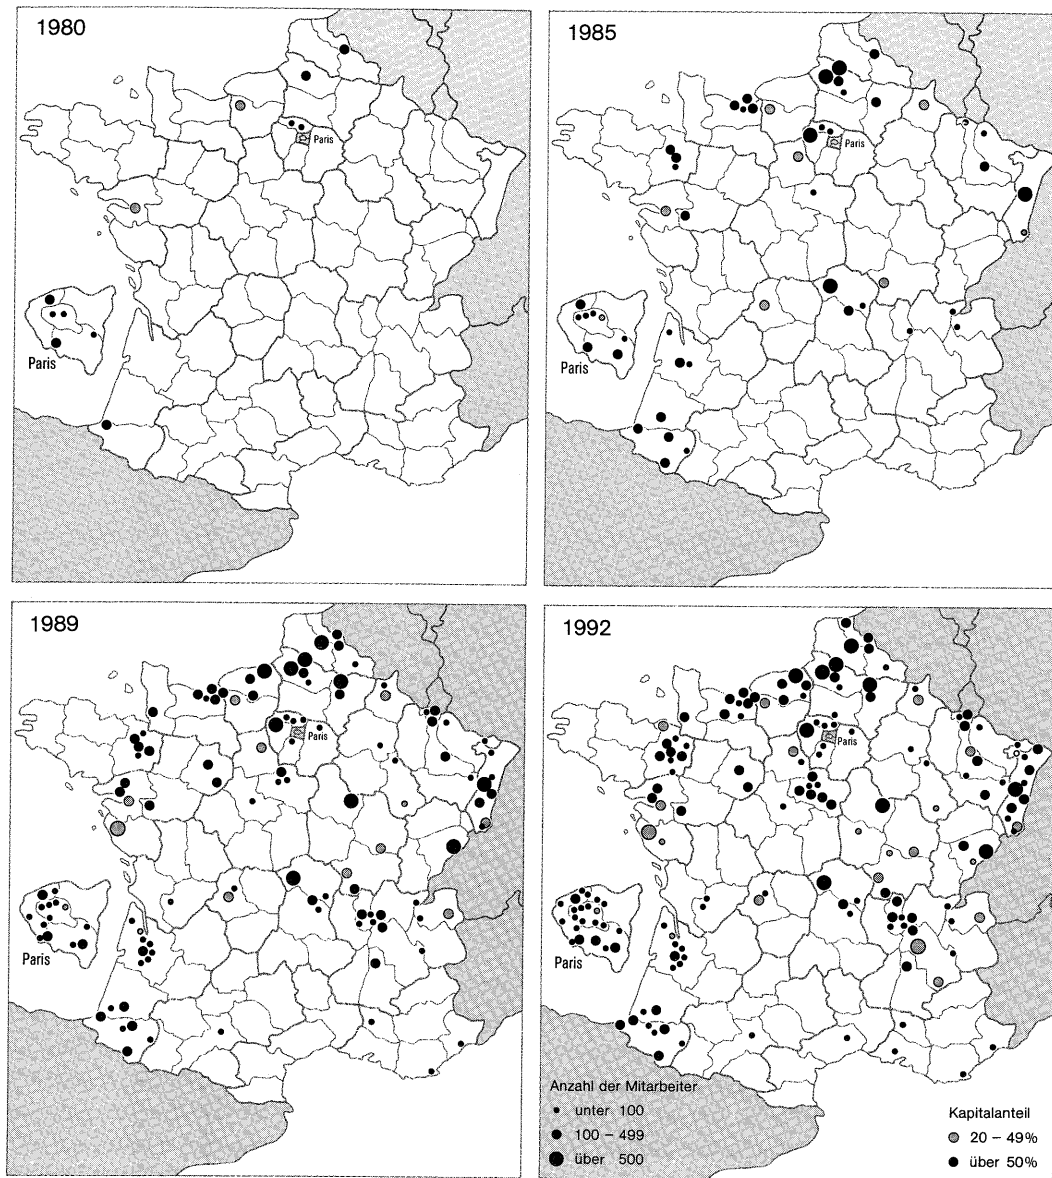 1980
Paris
Paris
1985
Paris
Paris
1989
Paris
Paris
1992
Paris
Paris
Anzahl der Mitarbeiter
unter 100
100 – 499
über 500
Kapitalanteil
20 – 49%
über 50%